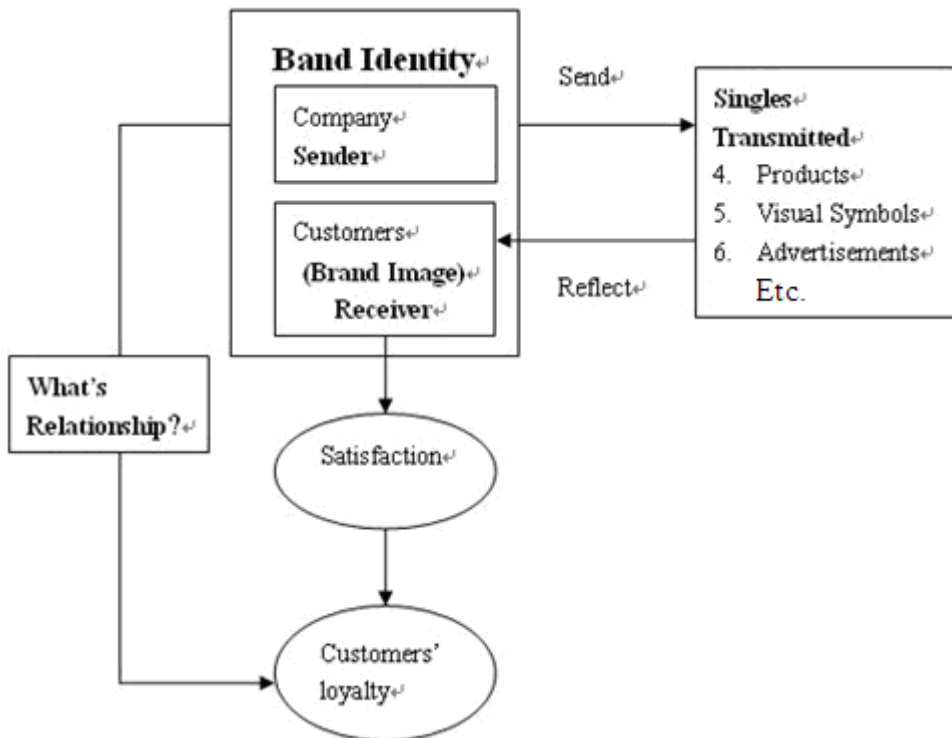 Band Identity
Company
Sender
Customers
(Brand Image)
Receiver
Send
Reflect
Singles
Transmitted
4. Products
5. Visual Symbols
6. Advertisements
Etc.
What's
Relationship?
Satisfaction
Customers'
loyalty